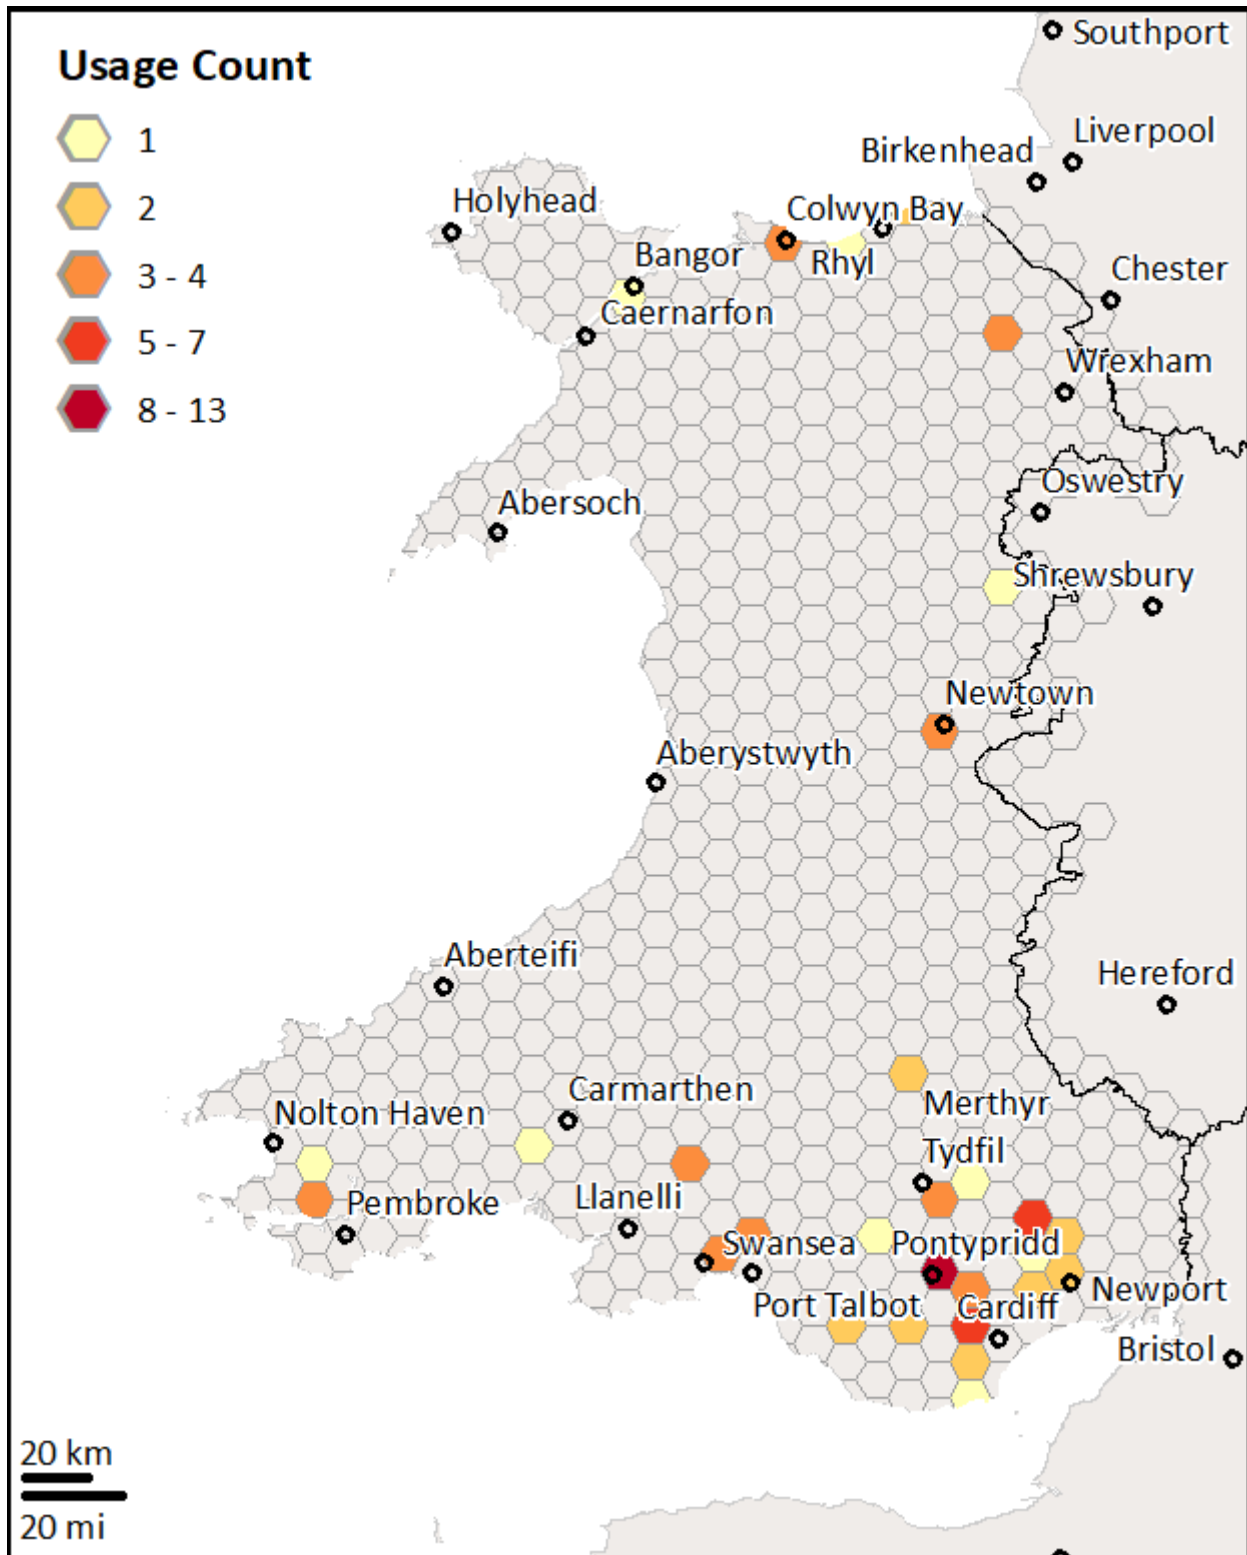 Usage Count
1
2
3 - 4
5 - 7
8 - 13
Southport
Liverpool
Birkenhead
Holyhead
Colwyn Bay
Bangor
Rhyl
Chester
Caernarfon
Wrexham
Oswestry
Abersoch
Shrewsbury
Newtown
Aberystwyth
Aberteifi
Hereford
Carmarthen
Merthyr
Tydfil
Nolton Haven
Pembroke
Llanelli
Swansea
Pontypridd
Newport
Port Talbot
Cardiff
Bristol
20 km
20 mi